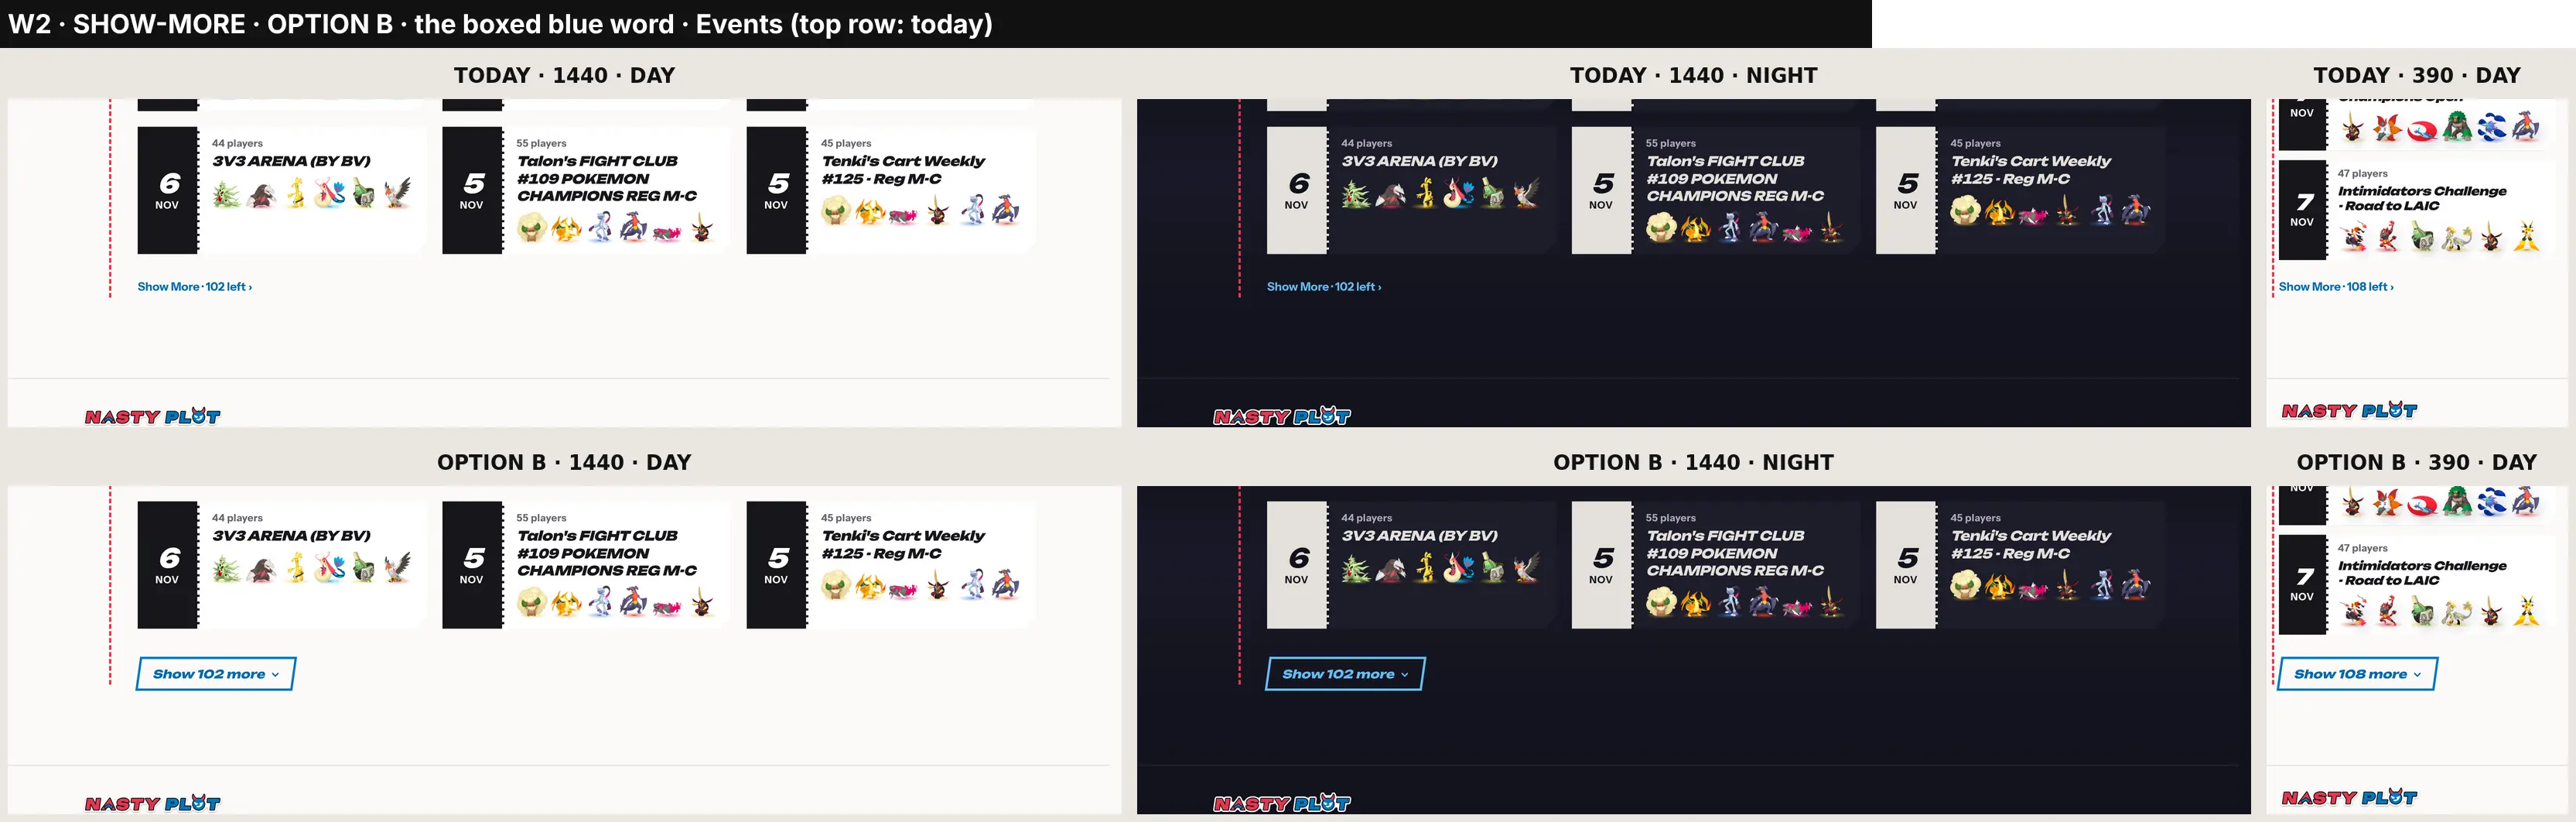 W2 · SHOW-MORE · OPTION B · the boxed blue word · Events (top row: today)
TODAY · 1440 · DAY
44 players
3V3 ARENA (BY BV)
6
NOV
55 players
Talon's FIGHT CLUB
#109 POKEMON
CHAMPIONS REG M-C
5
NOV
45 players
Tenki's Cart Weekly
#125 - Reg M-C
5
NOV
Show More · 102 left ›
NASTY PLOT
TODAY · 1440 · NIGHT
44 players
3V3 ARENA (BY BV)
6
NOV
55 players
Talon's FIGHT CLUB
#109 POKEMON
CHAMPIONS REG M-C
5
NOV
45 players
Tenki's Cart Weekly
#125 - Reg M-C
5
NOV
Show More · 102 left ›
NASTY PLOT
TODAY · 390 · DAY
Champions Open
NOV
47 players
Intimidators Challenge
- Road to LAIC
7
NOV
Show More · 108 left ›
NASTY PLOT
OPTION B · 1440 · DAY
44 players
3V3 ARENA (BY BV)
6
NOV
55 players
Talon's FIGHT CLUB
#109 POKEMON
CHAMPIONS REG M-C
5
NOV
45 players
Tenki's Cart Weekly
#125 - Reg M-C
5
NOV
Show 102 more
NASTY PLOT
OPTION B · 1440 · NIGHT
44 players
3V3 ARENA (BY BV)
6
NOV
55 players
Talon's FIGHT CLUB
#109 POKEMON
CHAMPIONS REG M-C
5
NOV
45 players
Tenki's Cart Weekly
#125 - Reg M-C
5
NOV
Show 102 more
NASTY PLOT
OPTION B · 390 · DAY
NOV
47 players
Intimidators Challenge
- Road to LAIC
7
NOV
Show 108 more
NASTY PLOT